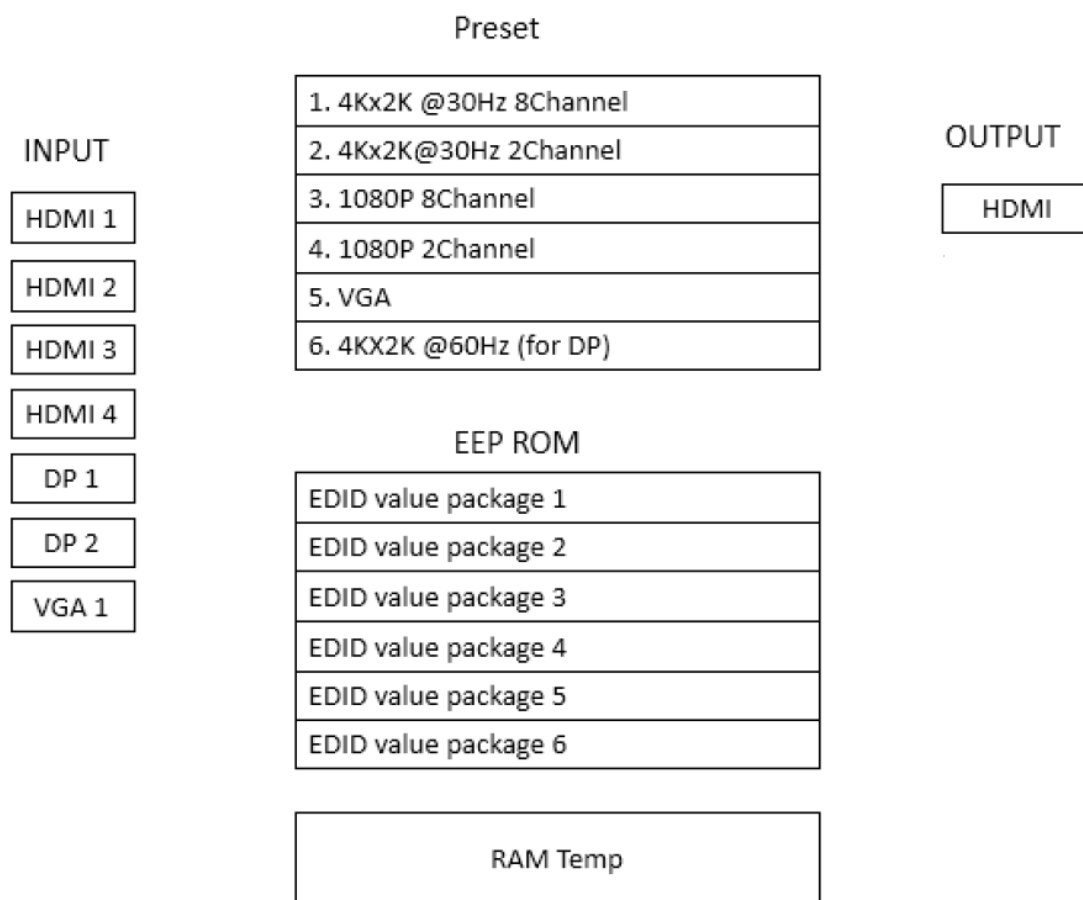 Preset
1. 4Kx2K @30Hz 8Channel
2. 4Kx2K@30Hz 2Channel
3. 1080P 8Channel
4. 1080P 2Channel
5. VGA
6. 4KX2K @60Hz (for DP)
INPUT
HDMI 1
HDMI 2
HDMI 3
HDMI 4
DP 1
DP 2
VGA 1
OUTPUT
HDMI
EEP ROM
EDID value package 1
EDID value package 2
EDID value package 3
EDID value package 4
EDID value package 5
EDID value package 6
RAM Temp